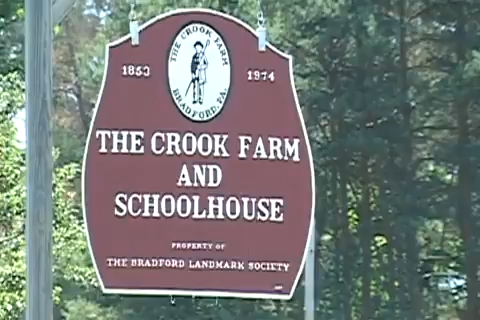 THE CROOK FARM
BRADFORD, PA.
1853 1974
THE CROOK FARM
AND
SCHOOLHOUSE
PROPERTY OF
THE BRADFORD LANDMARK SOCIETY